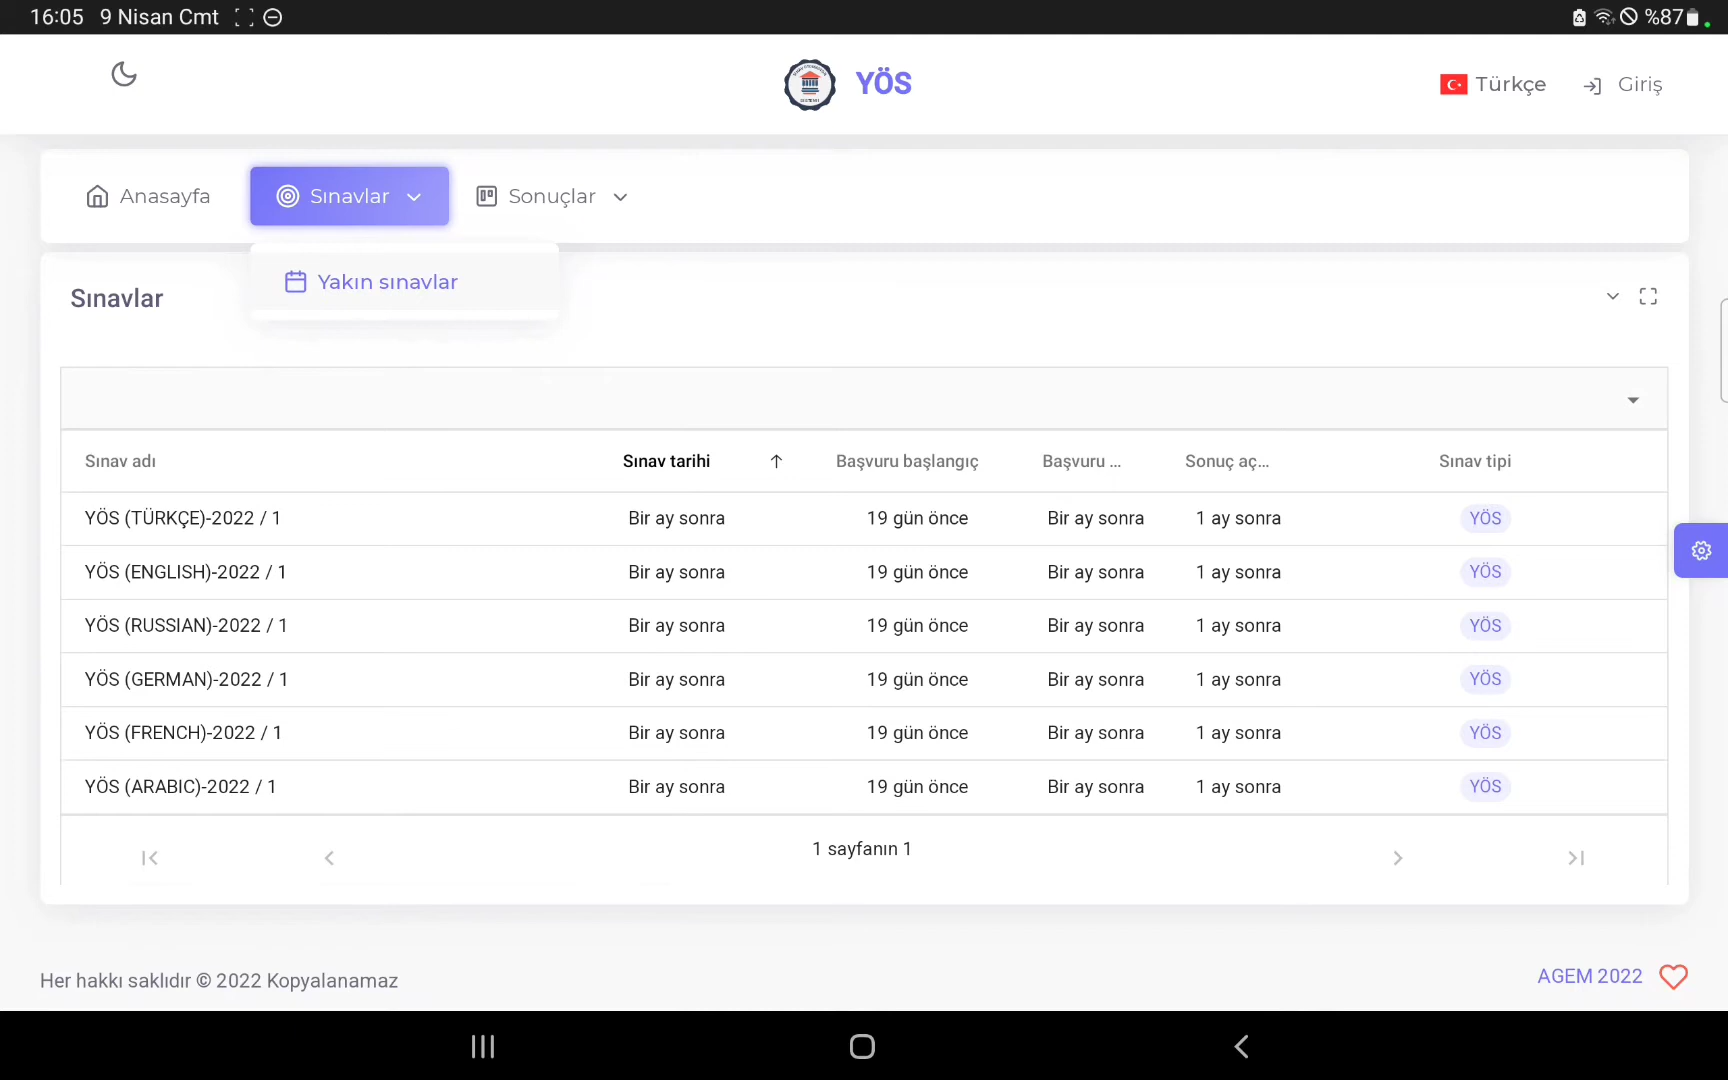 16:05 9 Nisan Cmt %87
YÖS
Türkçe Giriş
Anasayfa Sınavlar Sonuçlar
Yakın sınavlar
Sınavlar
Sınav adı Sınav tarihi Başvuru başlangıç Başvuru ... Sonuç aç... Sınav tipi
YÖS (TÜRKÇE)-2022 / 1 Bir ay sonra 19 gün önce Bir ay sonra 1 ay sonra YÖS
YÖS (ENGLISH)-2022 / 1 Bir ay sonra 19 gün önce Bir ay sonra 1 ay sonra YÖS
YÖS (RUSSIAN)-2022 / 1 Bir ay sonra 19 gün önce Bir ay sonra 1 ay sonra YÖS
YÖS (GERMAN)-2022 / 1 Bir ay sonra 19 gün önce Bir ay sonra 1 ay sonra YÖS
YÖS (FRENCH)-2022 / 1 Bir ay sonra 19 gün önce Bir ay sonra 1 ay sonra YÖS
YÖS (ARABIC)-2022 / 1 Bir ay sonra 19 gün önce Bir ay sonra 1 ay sonra YÖS
1 sayfanın 1
Her hakkı saklıdır © 2022 Kopyalanamaz
AGEM 2022